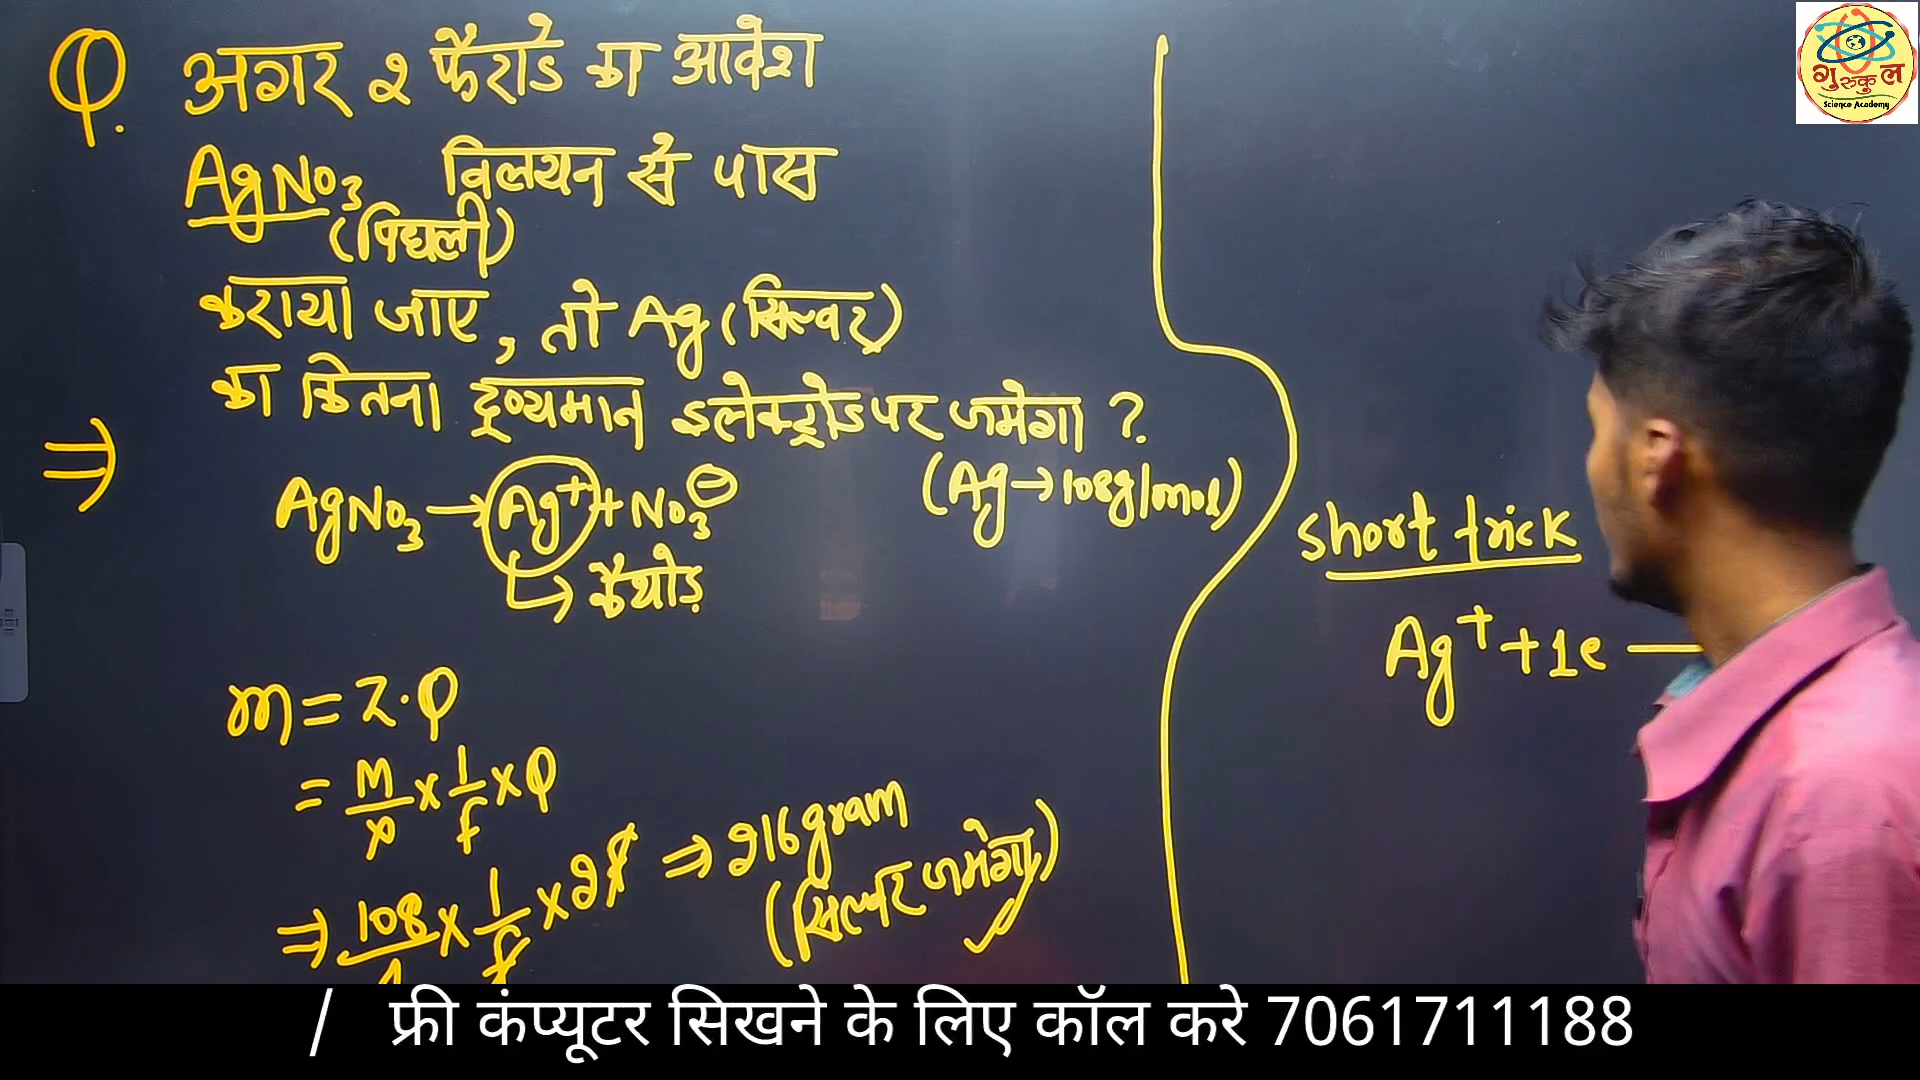 Q. अगर 2 फैराडे का आवेश
AgNO3 विलयन से पास
(पिघली)
कराया जाए, तो Ag (सिल्वर)
का कितना द्रव्यमान इलेक्ट्रोड पर जमेगा ?
(Ag → 108g/mol)
⇒ AgNO3 → Ag+ + NO3⊖
↳ कैथोड
m = Z·Q
= M/x × 1/F × Q
⇒ 108/1 × 1/F × 2F ⇒ 216 gram
(सिल्वर जमेगा)
Short trick
Ag+ + 1e —
गुरुकुल
Science Academy
/ फ्री कंप्यूटर सिखने के लिए कॉल करे 7061711188